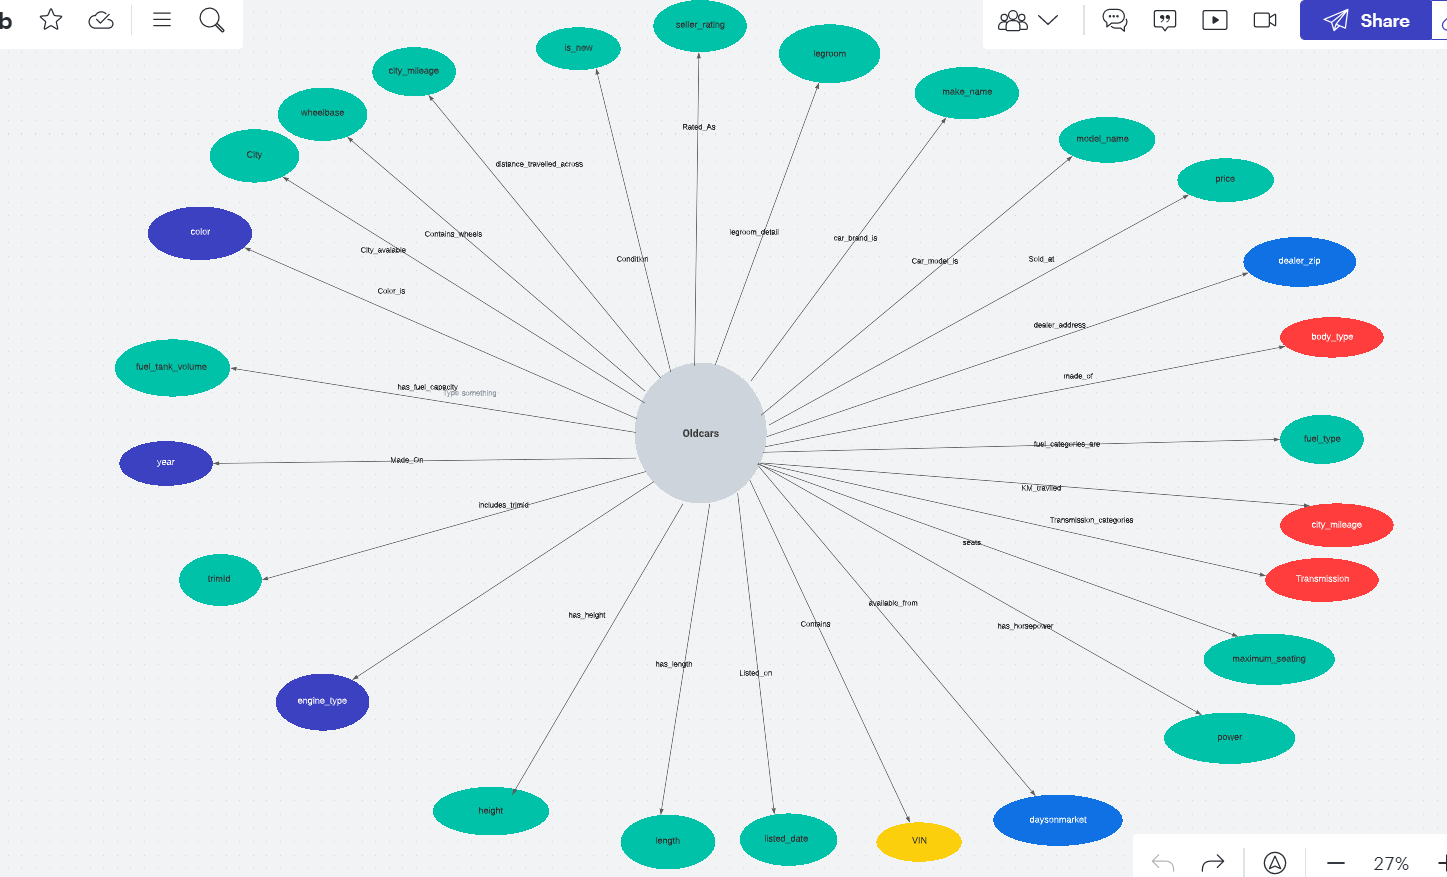 b
Share
seller_rating
is_new
legroom
city_mileage
make_name
wheelbase
Rated_As
model_name
City
distance_travelled_across
price
color
Contains_wheels
legroom_detail
car_brand_is
City_avaiable
Condition
Car_model_is
Sold_at
dealer_zip
Color_is
dealer_address
body_type
fuel_tank_volume
made_of
has_fuel_capacity
Type something
Oldcars
fuel_type
fuel_categories_are
year
Made_On
KM_travlled
includes_trimid
Transmission_categories
city_mileage
seats
trimid
Transmission
available_from
has_height
Contains
has_horsepower
has_length
maximum_seating
Listed_on
engine_type
power
height
daysonmarket
length
listed_date
VIN
27%